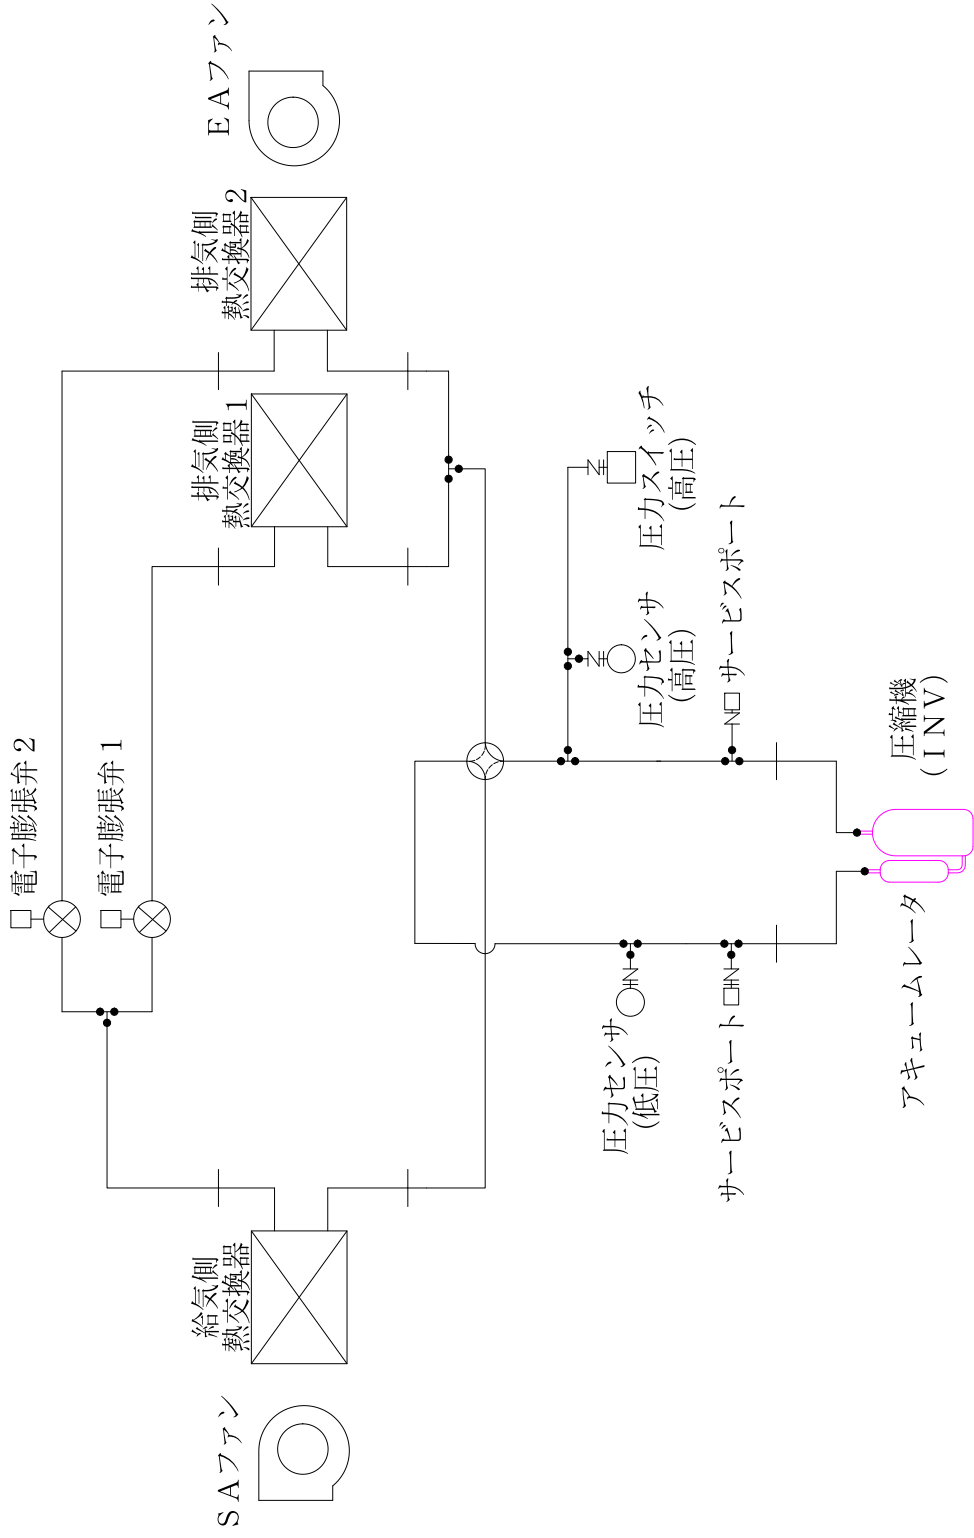 電子膨張弁２
電子膨張弁１
ＳＡファン
給気側
熱交換器
排気側
熱交換器１
排気側
熱交換器２
ＥＡファン
圧力センサ
(低圧)
圧力センサ
(高圧)
圧力スイッチ
(高圧)
サービスポート
サービスポート
アキュームレータ
圧縮機
(ＩＮＶ)